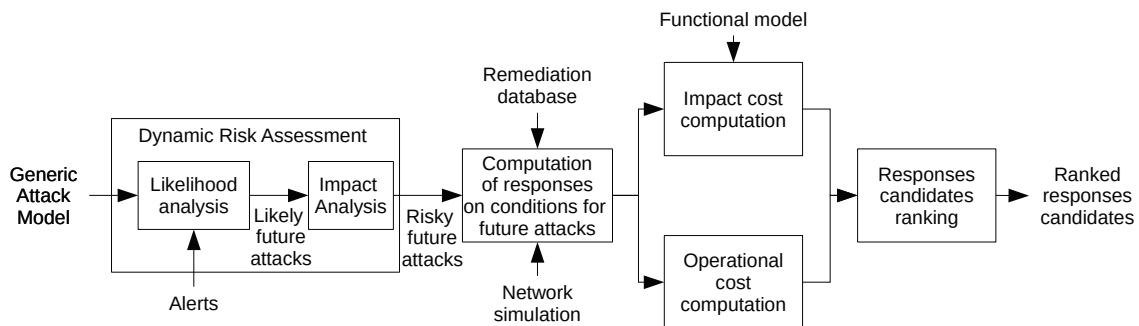 Functional model
Remediation
database
Impact cost
computation
Dynamic Risk Assessment
Generic
Attack
Model
Likelihood
analysis
Impact
Analysis
Likely
future
attacks
Risky
future
attacks
Computation
of responses
on conditions for
future attacks
Responses
candidates
ranking
Ranked
responses
candidates
Alerts
Network
simulation
Operational
cost
computation